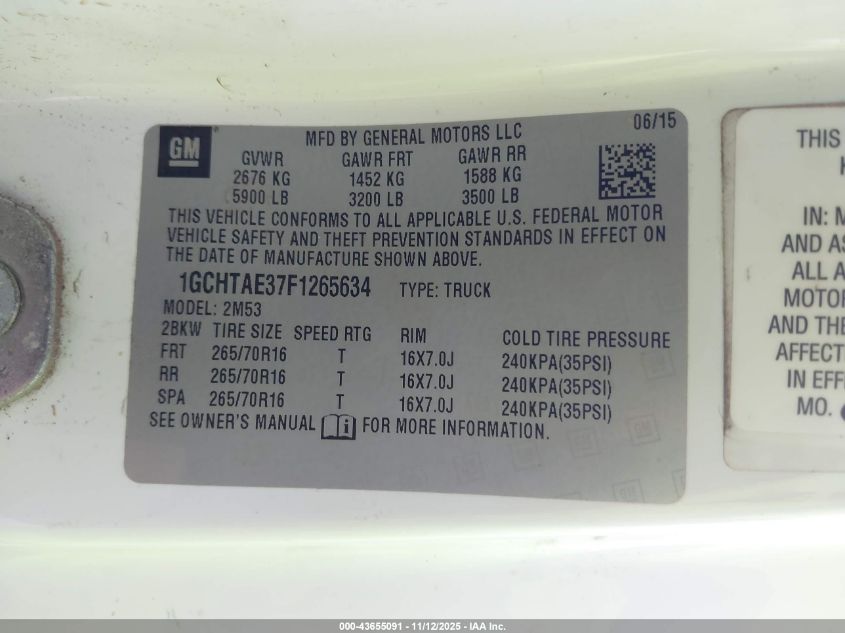 GM
MFD BY GENERAL MOTORS LLC
06/15
GVWR GAWR FRT GAWR RR
2676 KG 1452 KG 1588 KG
5900 LB 3200 LB 3500 LB
THIS VEHICLE CONFORMS TO ALL APPLICABLE U.S. FEDERAL MOTOR
VEHICLE SAFETY AND THEFT PREVENTION STANDARDS IN EFFECT ON
THE DATE OF MANUFACTURE SHOWN ABOVE.
1GCHTAE37F1265634 TYPE: TRUCK
MODEL: 2M53
2BKW TIRE SIZE SPEED RTG RIM COLD TIRE PRESSURE
FRT 265/70R16 T 16X7.0J 240KPA(35PSI)
RR 265/70R16 T 16X7.0J 240KPA(35PSI)
SPA 265/70R16 T 16X7.0J 240KPA(35PSI)
SEE OWNER'S MANUAL FOR MORE INFORMATION.
THIS
IN: M
AND AS
ALL A
MOTOR
AND THE
AFFECT
IN EFF
MO.
000-43655091 - 11/12/2025 - IAA Inc.